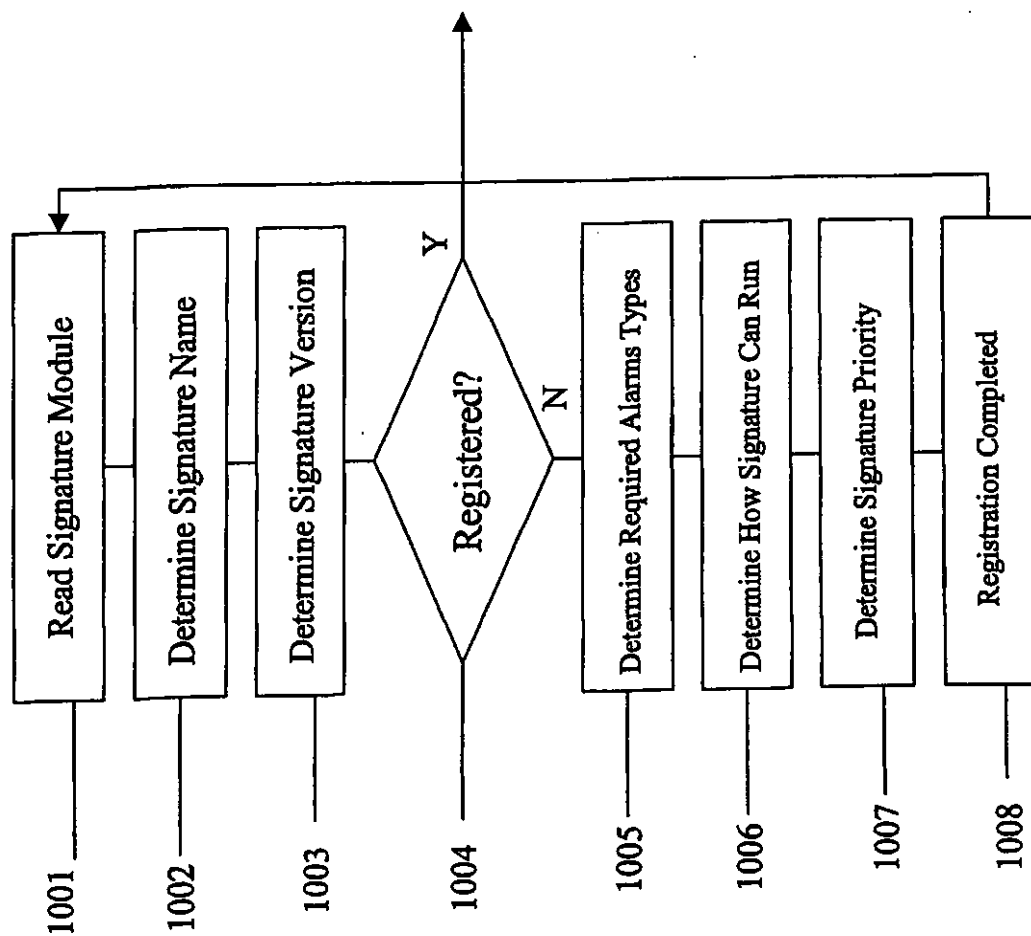 1001
Read Signature Module
1002
Determine Signature Name
1003
Determine Signature Version
1004
Registered?
Y
N
1005
Determine Required Alarms Types
1006
Determine How Signature Can Run
1007
Determine Signature Priority
1008
Registration Completed